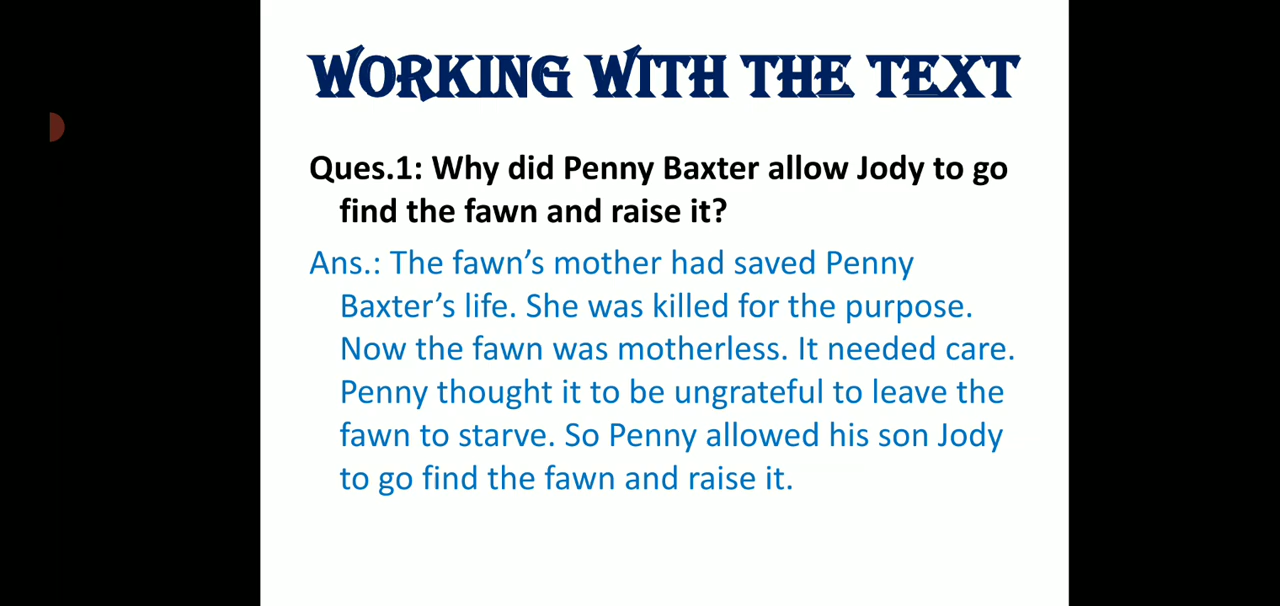 WORKING WITH THE TEXT
Ques.1: Why did Penny Baxter allow Jody to go
find the fawn and raise it?
Ans.: The fawn’s mother had saved Penny
Baxter’s life. She was killed for the purpose.
Now the fawn was motherless. It needed care.
Penny thought it to be ungrateful to leave the
fawn to starve. So Penny allowed his son Jody
to go find the fawn and raise it.